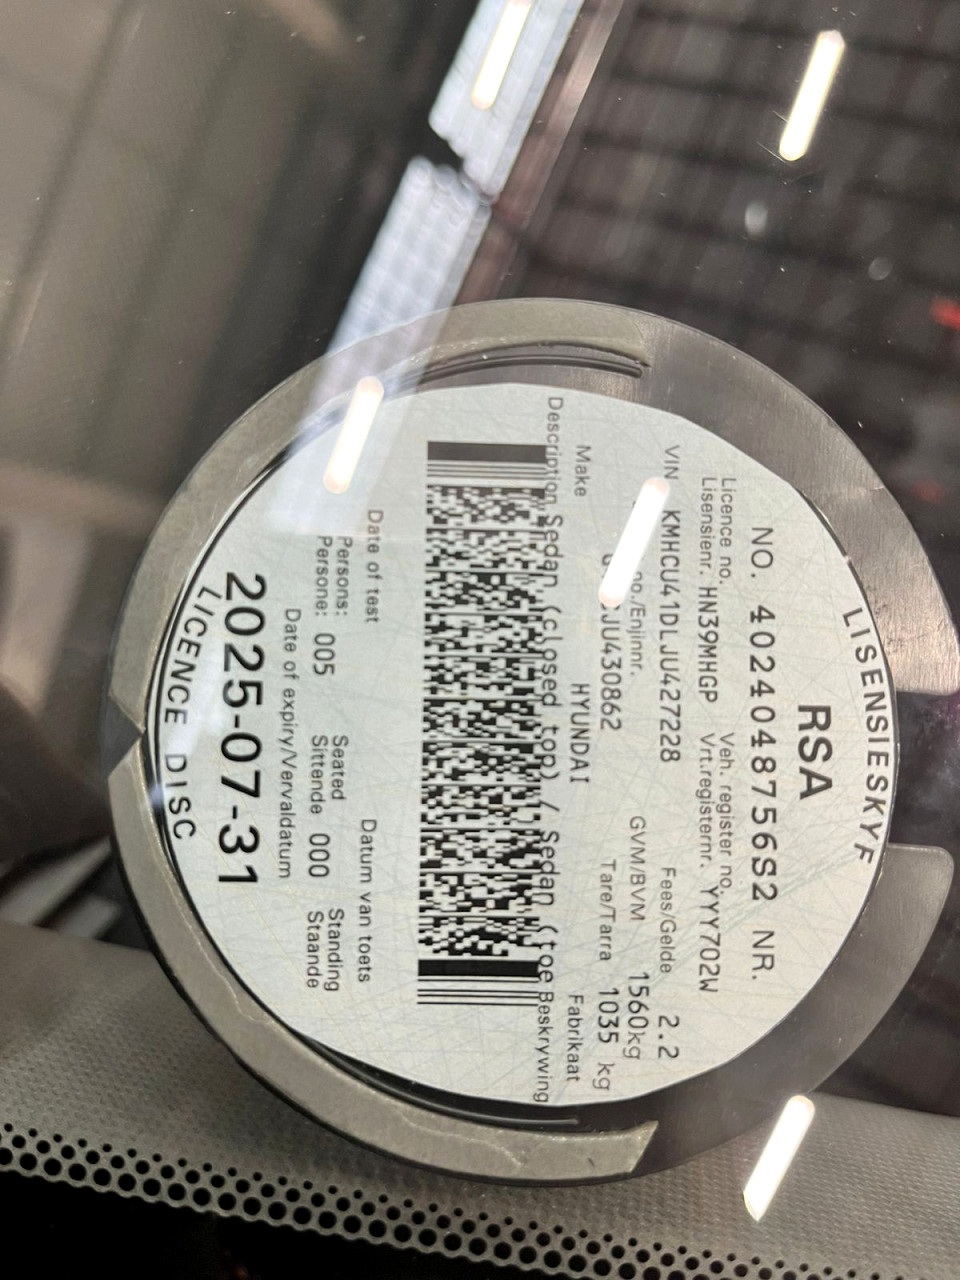 LISENSIESKYF
RSA
NO. 4024048756S2 NR.
Licence no. Veh. register no.
Lisensienr. HN39MHGP Vrt.registernr. YYY702W
VIN KMHCU41DLJU427228 Fees/Gelde 2.2
no./Enjinnr. GVM/BVM 1560kg
JU430862 Tare/Tarra 1035 kg
Make HYUNDAI Fabrikaat
Description Sedan (closed top) / Sedan (toe Beskrywing
Date of test Datum van toets
Persons: Seated Standing
Persone: 005 Sittende 000 Staande
Date of expiry/Vervaldatum
2025-07-31
LICENCE DISC